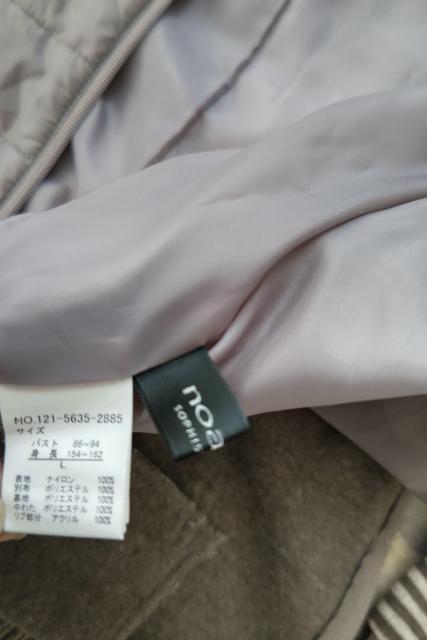 NO.121-5635-2885
サイズ
バスト 86~94
身長 154~162
L
表地 ナイロン 100%
別布 ポリエステル 100%
裏地 ポリエステル 100%
中わた ポリエステル 100%
リブ部分 アクリル 100%
noa
SOPHIS